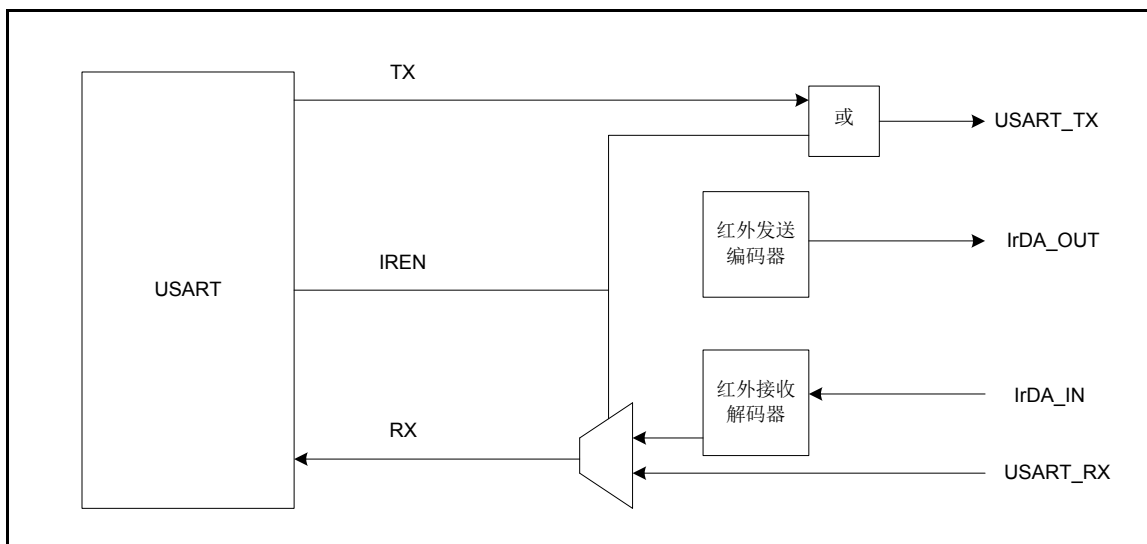 TX
或
USART_TX
红外发送
编码器
IrDA_OUT
IREN
USART
红外接收
解码器
IrDA_IN
RX
USART_RX